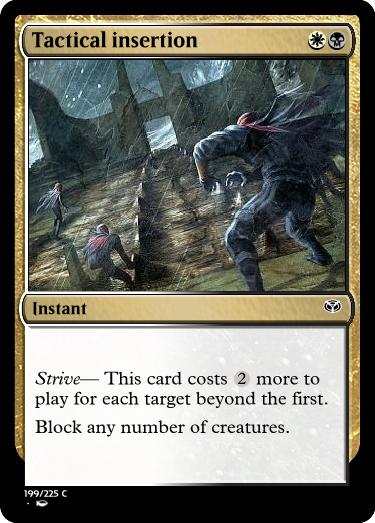 Tactical insertion
Instant
Strive— This card costs 2 more to
play for each target beyond the first.
Block any number of creatures.
199/225 C